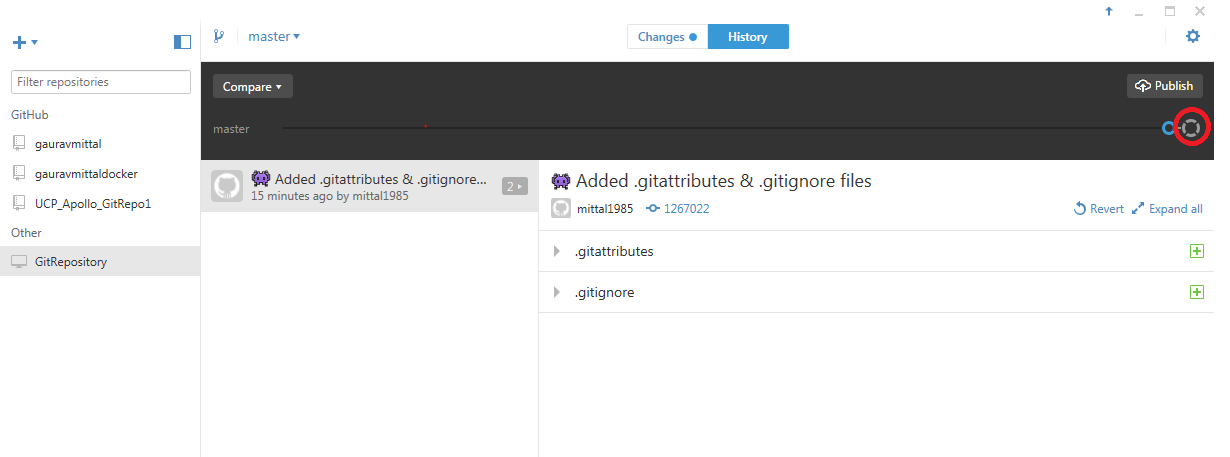 master
Changes
History
Filter repositories
GitHub
gauravmittal
gauravmittaldocker
UCP_Apollo_GitRepo1
Other
GitRepository
Compare
Publish
master
Added .gitattributes & .gitignore...
15 minutes ago by mittal1985
2
Added .gitattributes & .gitignore files
mittal1985
1267022
Revert
Expand all
.gitattributes
.gitignore